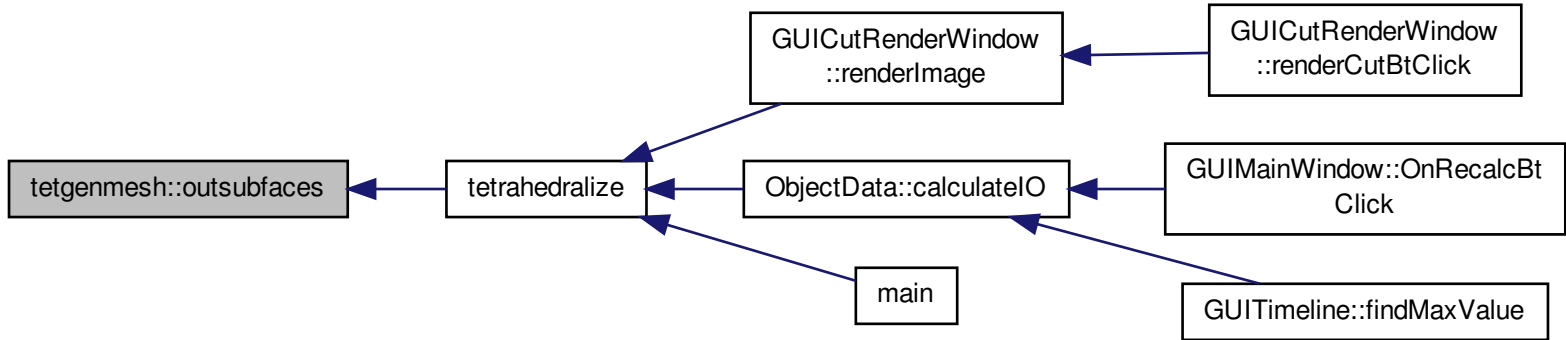 GUICutRenderWindow
::renderImage
GUICutRenderWindow
::renderCutBtClick
tetgenmesh::outsubfaces
tetrahedralize
ObjectData::calculateIO
GUIMainWindow::OnRecalcBt
Click
main
GUITimeline::findMaxValue